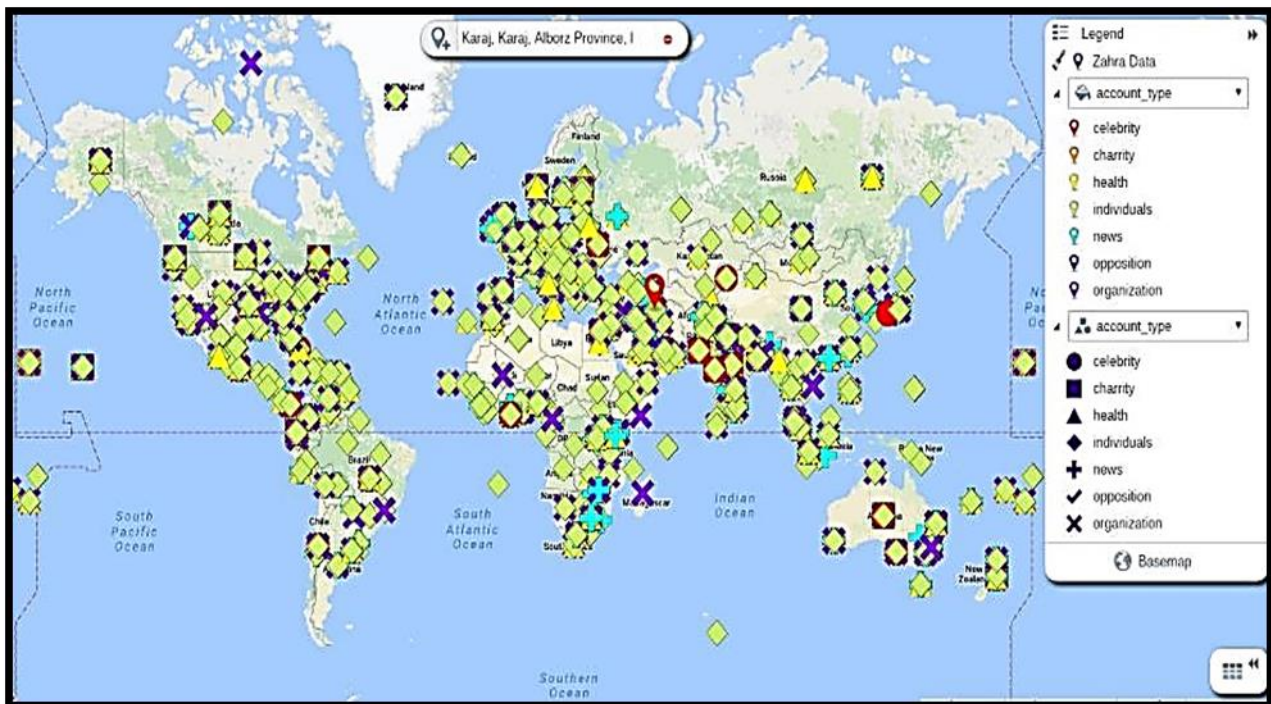 Karaj, Karaj, Alborz Province, I
Legend
Zahra Data
account_type
celebrity
charrity
health
individuals
news
opposition
organization
account_type
celebrity
charrity
health
individuals
news
opposition
organization
Basemap
Finland
Sweden
Russia
North
Pacific
Ocean
North
Atlantic
Ocean
Libya
Chad
Sudan
Brazil
Chile
South
Pacific
Ocean
South
Atlantic
Ocean
Indian
Ocean
New
Zealan
Southern
Ocean